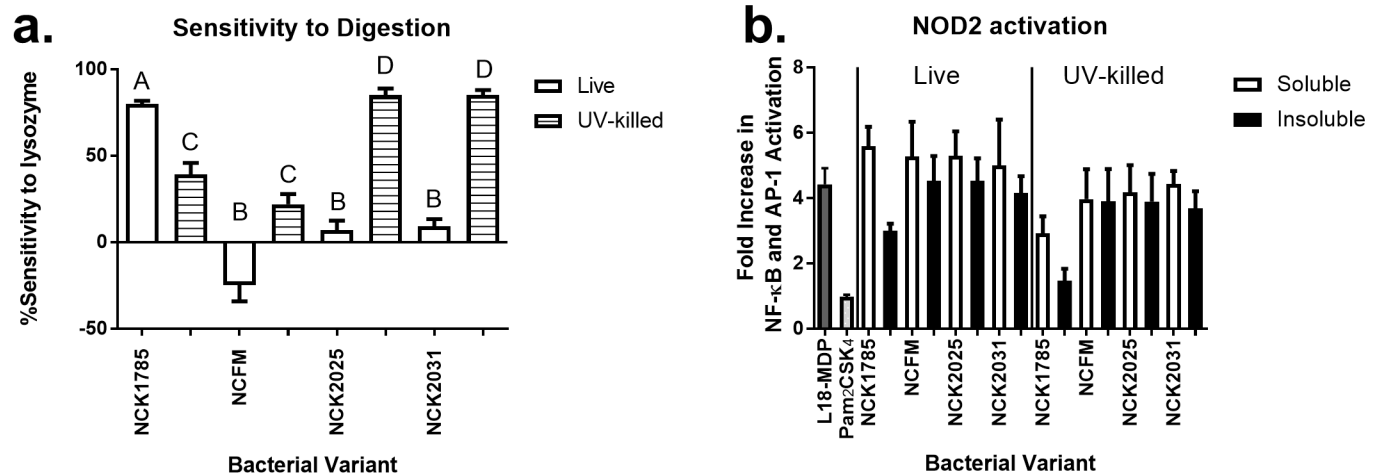 a.
Sensitivity to Digestion
%Sensitivity to lysozyme
100
50
0
-50
A
C
B
C
B
D
B
D
Live
UV-killed
NCK1785
NCFM
NCK2025
NCK2031
Bacterial Variant
b.
NOD2 activation
Fold Increase in
NF-κB and AP-1 Activation
8
6
4
2
0
Live
UV-killed
Soluble
Insoluble
L18-MDP
Pam2CSK4
NCK1785
NCFM
NCK2025
NCK2031
NCK1785
NCFM
NCK2025
NCK2031
Bacterial Variant